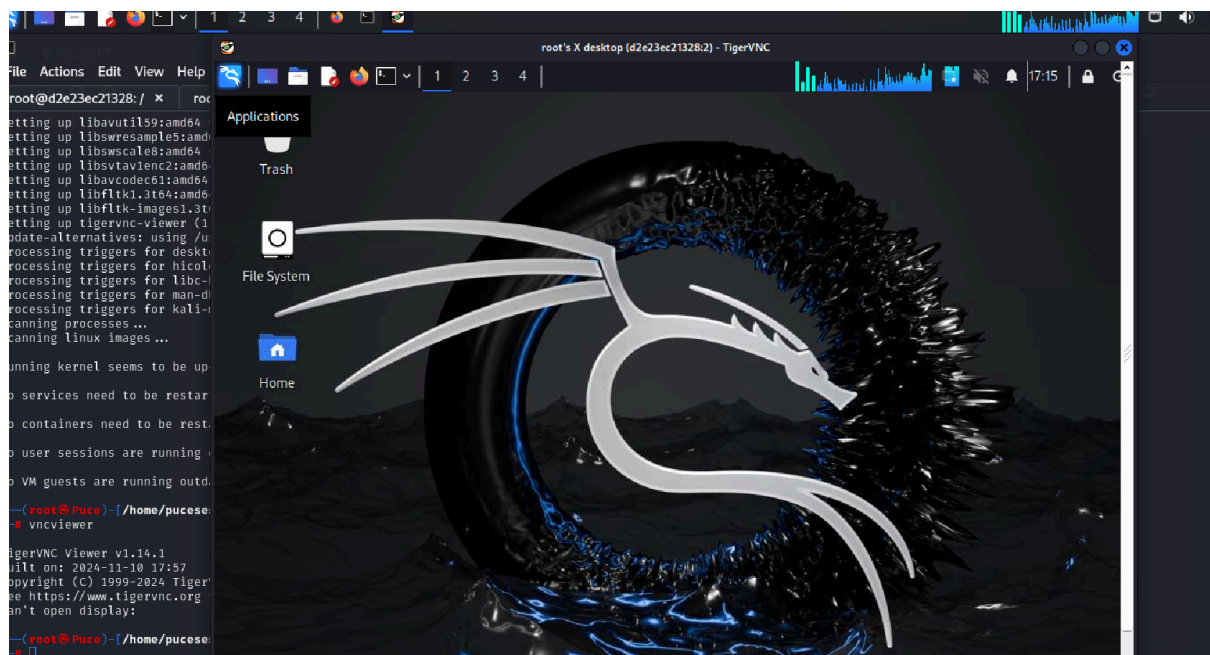 1 2 3 4
root's X desktop (d2e23ec21328:2) - TigerVNC
File Actions Edit View Help
1 2 3 4
17:15
root@d2e23ec21328: / ×
Applications
Trash
File System
Home
etting up libavutil59:amd64
etting up libswresample5:amd
etting up libswscale8:amd64
etting up libsvtav1enc2:amd6
etting up libavcodec61:amd64
etting up libfltk1.3t64:amd6
etting up libfltk-images1.3t
etting up tigervnc-viewer (1
pdate-alternatives: using /u
rocessing triggers for deskt
rocessing triggers for hicol
rocessing triggers for libc-
rocessing triggers for man-d
rocessing triggers for kali-
canning processes ...
canning linux images ...
unning kernel seems to be up
o services need to be restar
o containers need to be rest
o user sessions are running
o VM guests are running outd
(root㉿Puce)-[/home/pucese
# vncviewer
igerVNC Viewer v1.14.1
uilt on: 2024-11-10 17:57
opyright (C) 1999-2024 Tiger
ee https://www.tigervnc.org
an't open display:
(root㉿Puce)-[/home/pucese
#